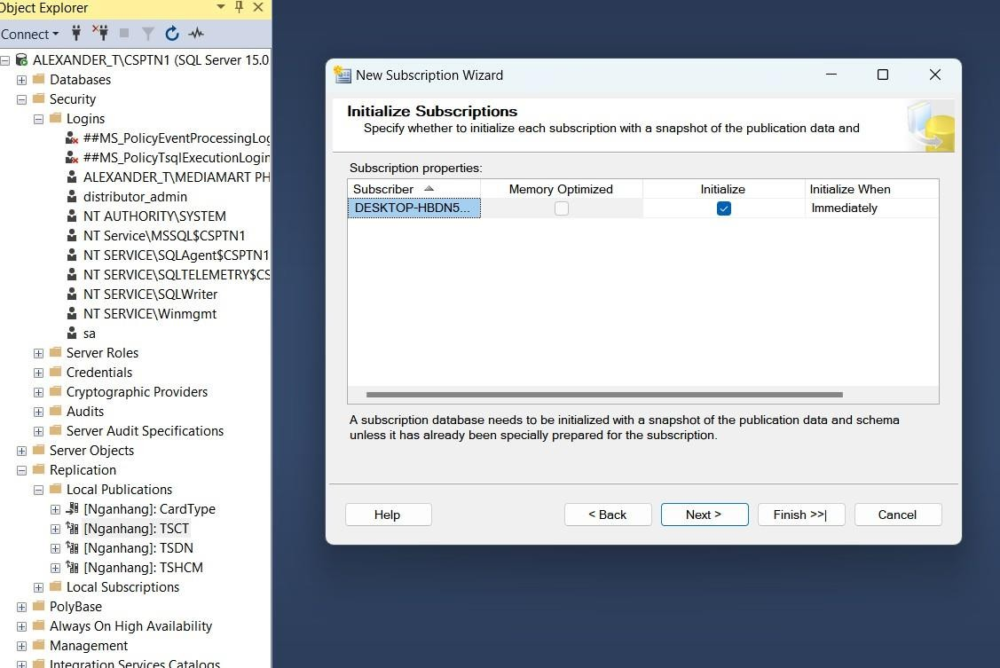 Object Explorer
Connect
ALEXANDER_T\CSPTN1 (SQL Server 15.0
Databases
Security
Logins
##MS_PolicyEventProcessingLog
##MS_PolicyTsqlExecutionLogin
ALEXANDER_T\MEDIAMART PH
distributor_admin
NT AUTHORITY\SYSTEM
NT Service\MSSQL$CSPTN1
NT SERVICE\SQLAgent$CSPTN1
NT SERVICE\SQLTELEMETRY$CS
NT SERVICE\SQLWriter
NT SERVICE\Winmgmt
sa
Server Roles
Credentials
Cryptographic Providers
Audits
Server Audit Specifications
Server Objects
Replication
Local Publications
[Nganhang]: CardType
[Nganhang]: TSCT
[Nganhang]: TSDN
[Nganhang]: TSHCM
Local Subscriptions
PolyBase
Always On High Availability
Management
Integration Services Catalogs
New Subscription Wizard
Initialize Subscriptions
Specify whether to initialize each subscription with a snapshot of the publication data and
Subscription properties:
Subscriber Memory Optimized Initialize Initialize When
DESKTOP-HBDN5... Immediately
A subscription database needs to be initialized with a snapshot of the publication data and schema
unless it has already been specially prepared for the subscription.
Help < Back Next > Finish >>| Cancel